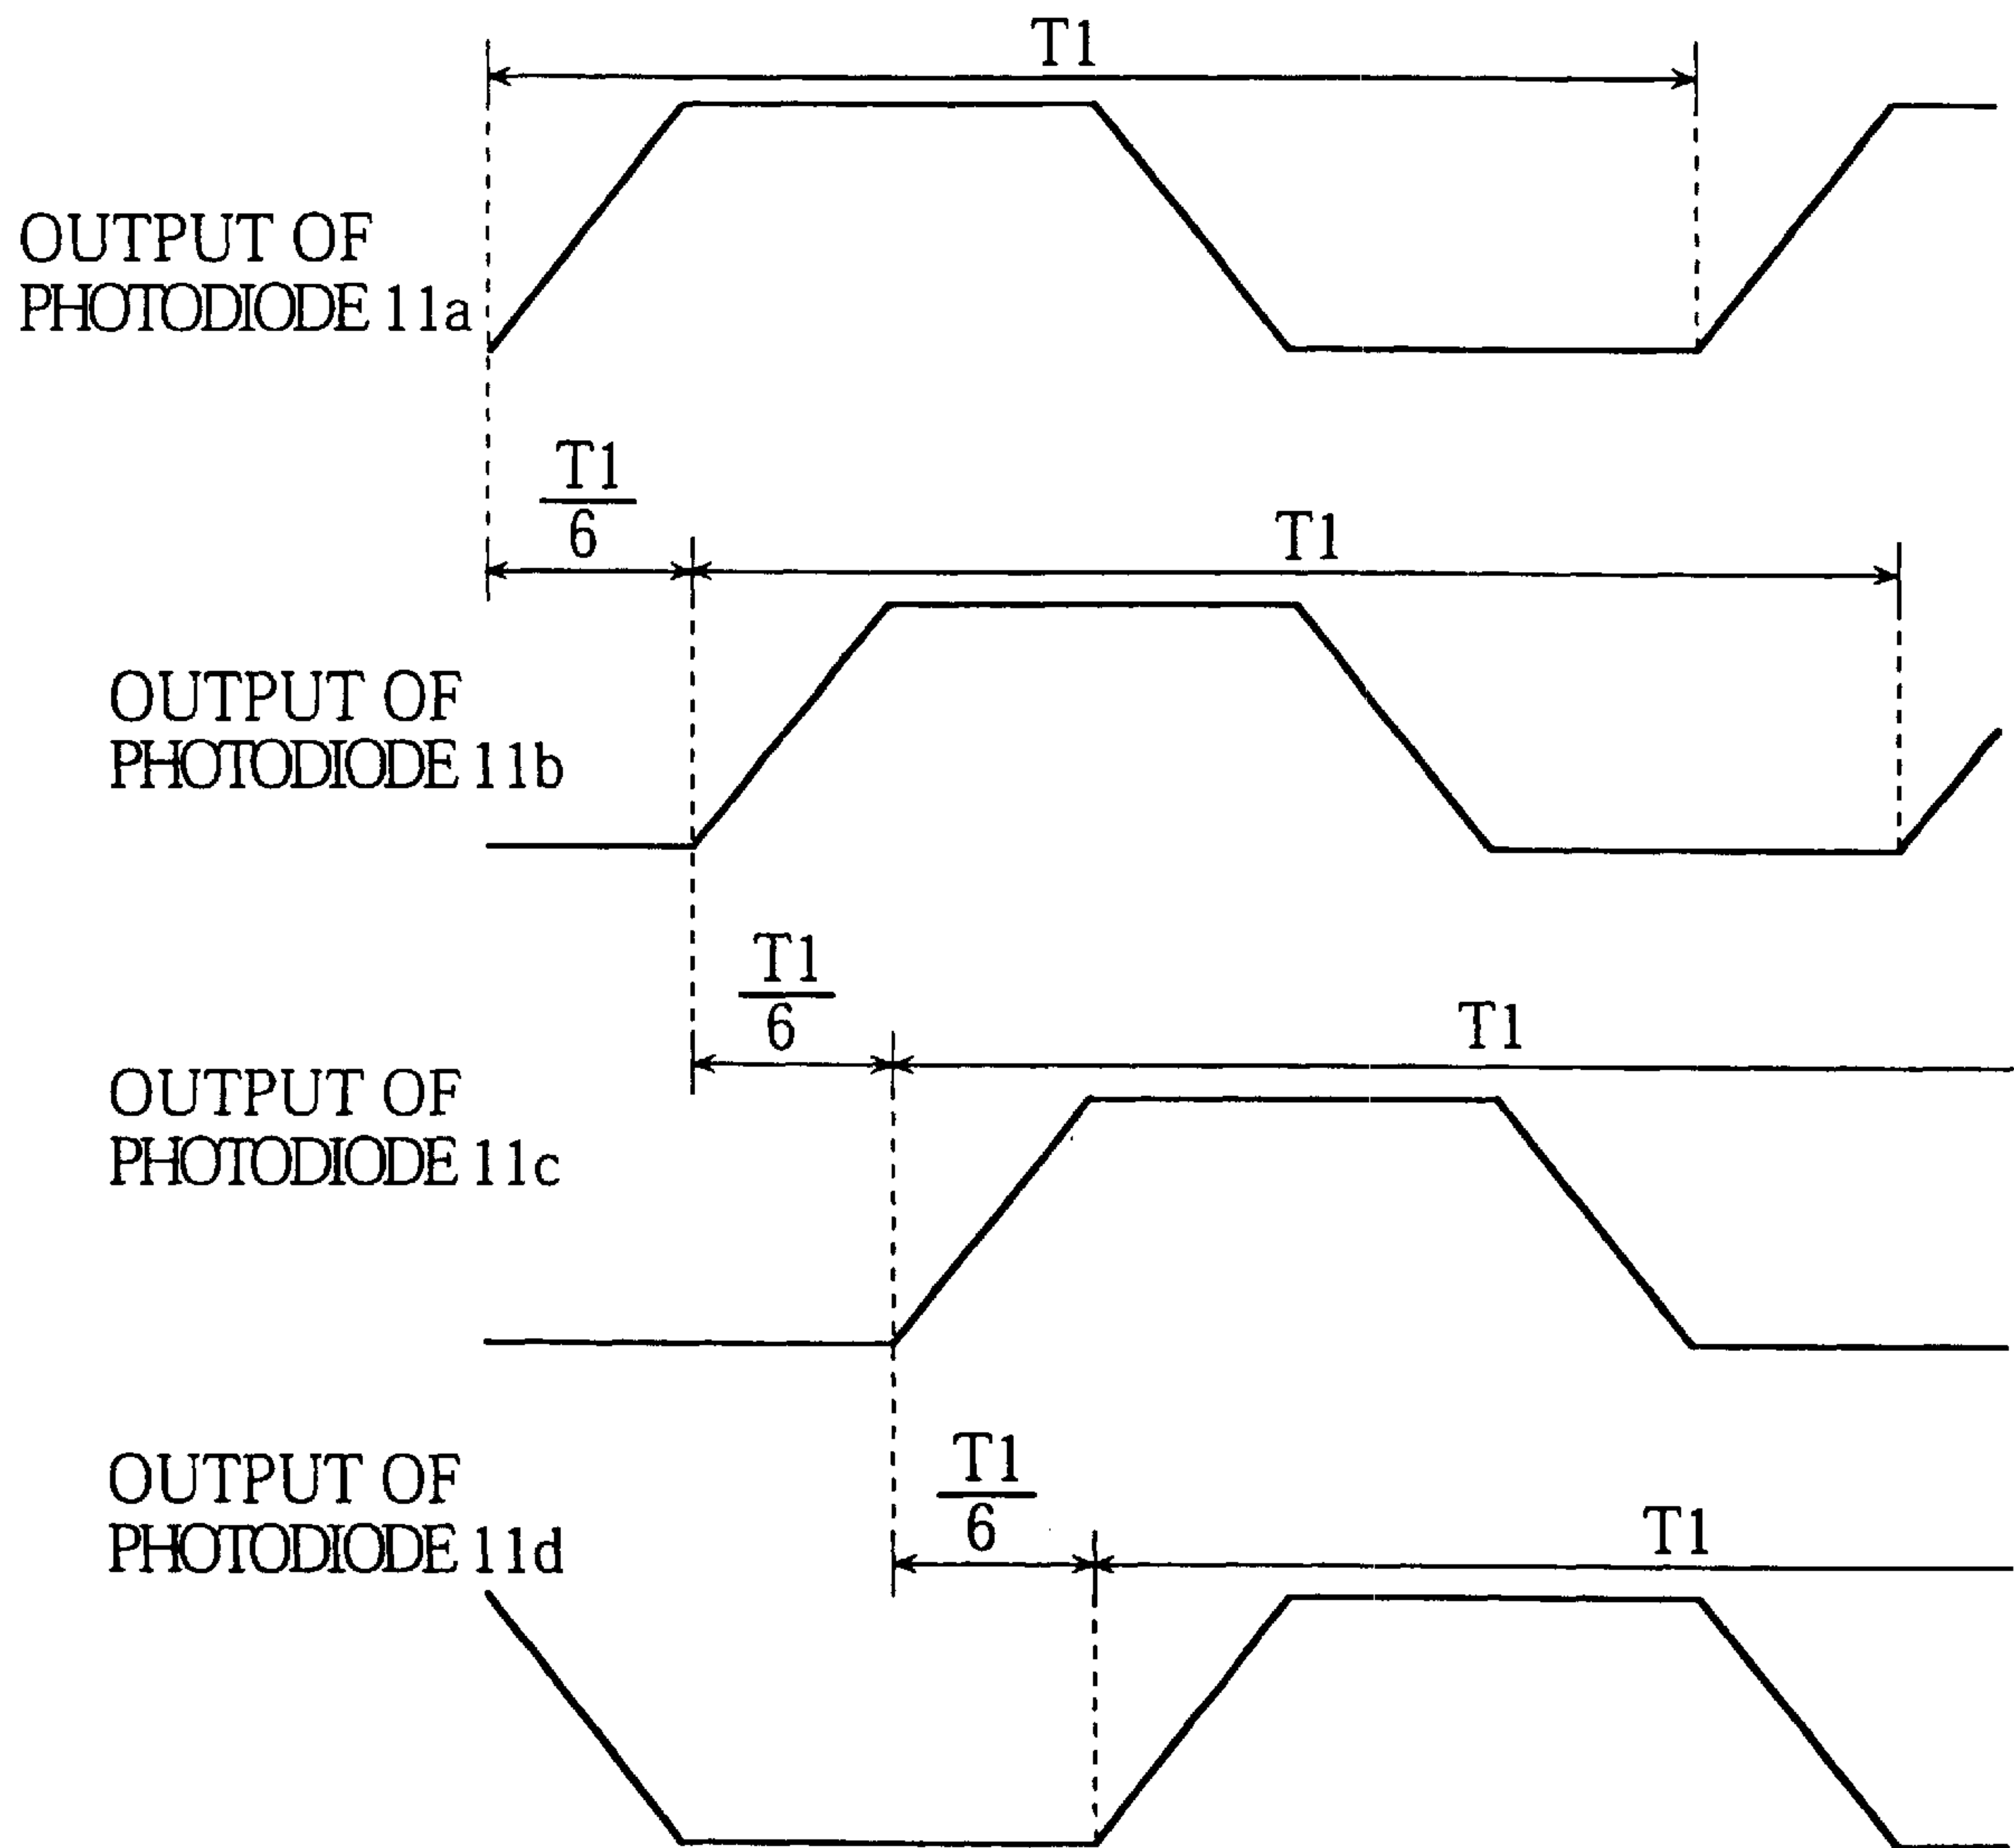 T1
OUTPUT OF
PHOTODIODE 11a
T1
6
T1
OUTPUT OF
PHOTODIODE 11b
T1
6
T1
OUTPUT OF
PHOTODIODE 11c
T1
6
T1
OUTPUT OF
PHOTODIODE 11d